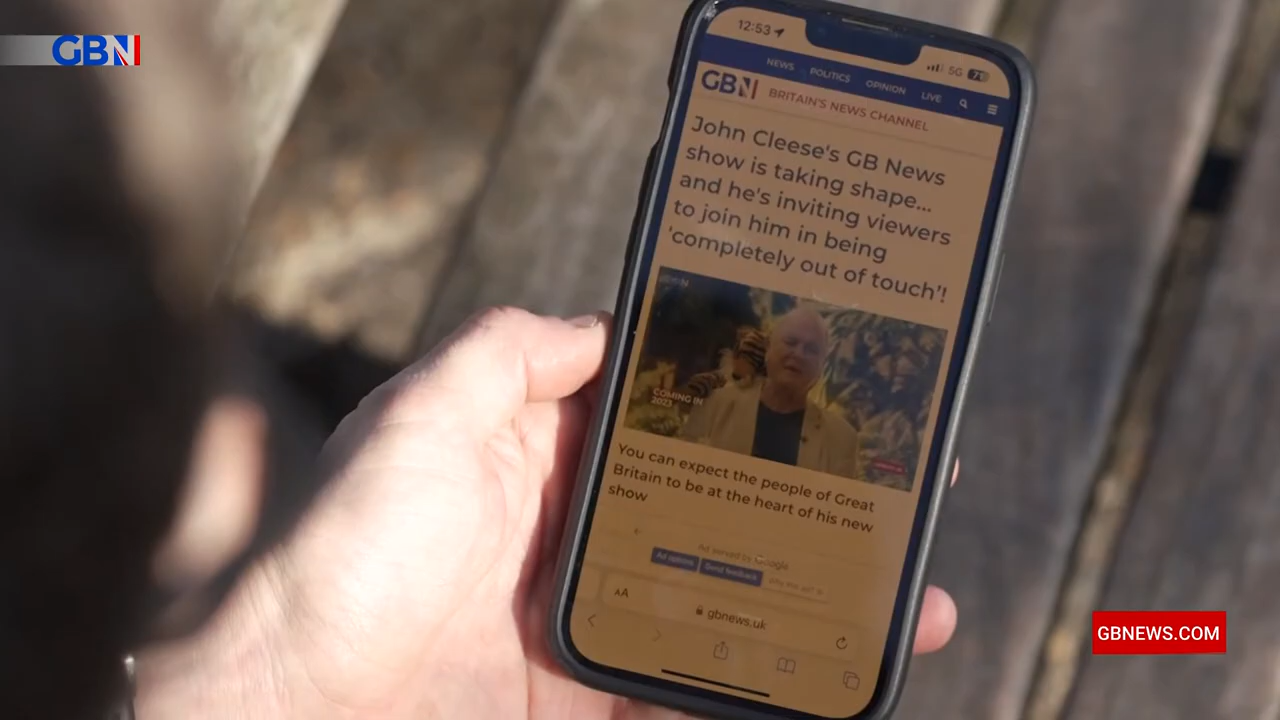 GBN
12:53
5G
NEWS POLITICS OPINION LIVE
GBN BRITAIN'S NEWS CHANNEL
John Cleese's GB News
show is taking shape...
and he's inviting viewers
to join him in being
'completely out of touch'!
COMING IN
2023
You can expect the people of Great
Britain to be at the heart of his new
show
Ad served by Google
Ad options Send feedback Why this ad?
AA
gbnews.uk
GBNEWS.COM